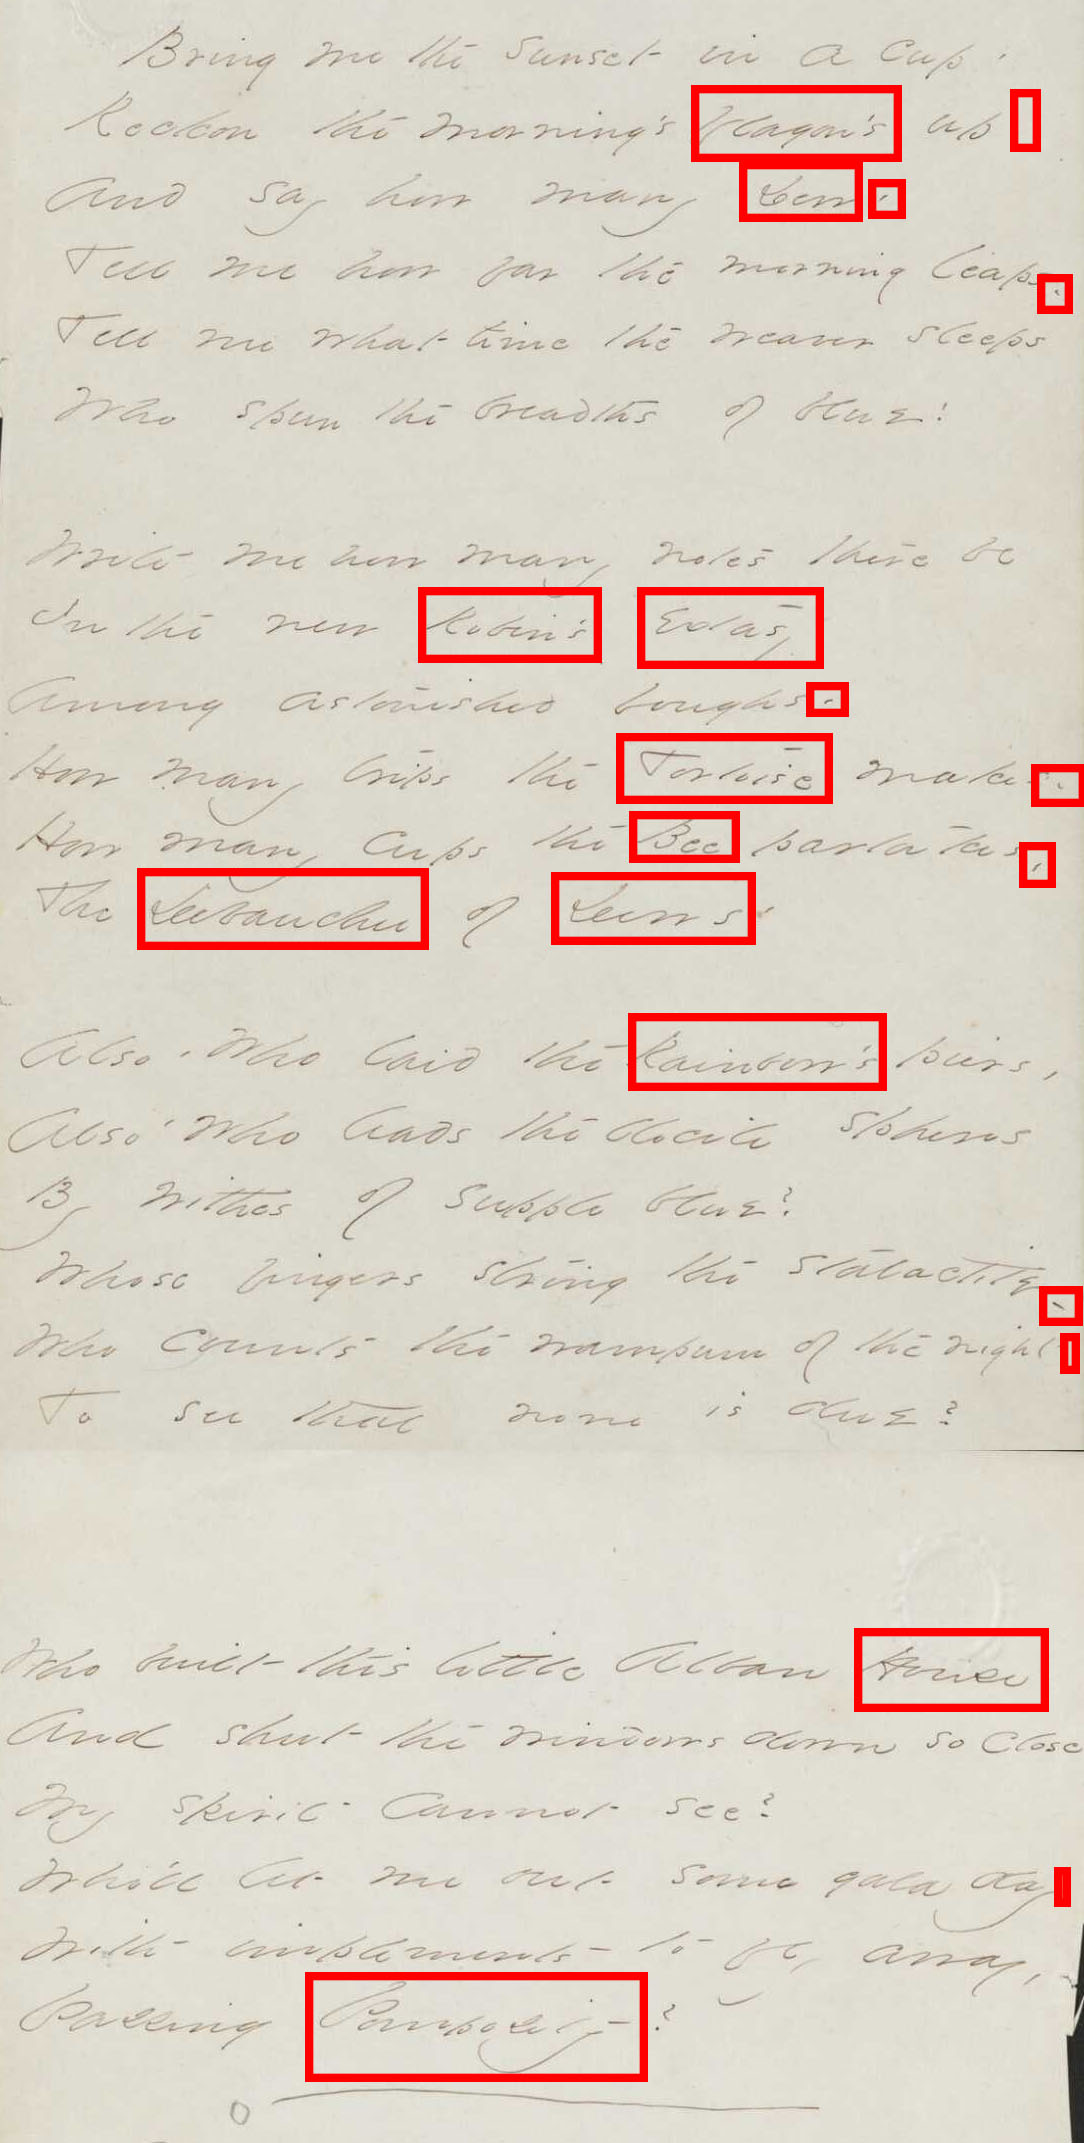 Bring me the sunset in a cup.
Reckon the morning's flagon's up
And say how many Dew.
Tell me how far the morning leaps.
Tell me what time the weaver sleeps
Who spun the breadths of blue!
Write me how many notes there be
In the new Robin's Extasy
Among astonished boughs.
How many trips the Tortoise makes.
How many cups the Bee partakes,
The Debauchee of Dews!
Also, Who laid the Rainbow's piers,
Also, Who leads the docile spheres
By withes of supple blue?
Whose fingers string the stalactite-
Who counts the wampum of the night
To see that none is due?
Who built this little Alban House
And shut the windows down so close
My spirit cannot see?
Who'll let me out some gala day
With implements to fly away,
Passing Pomposity?